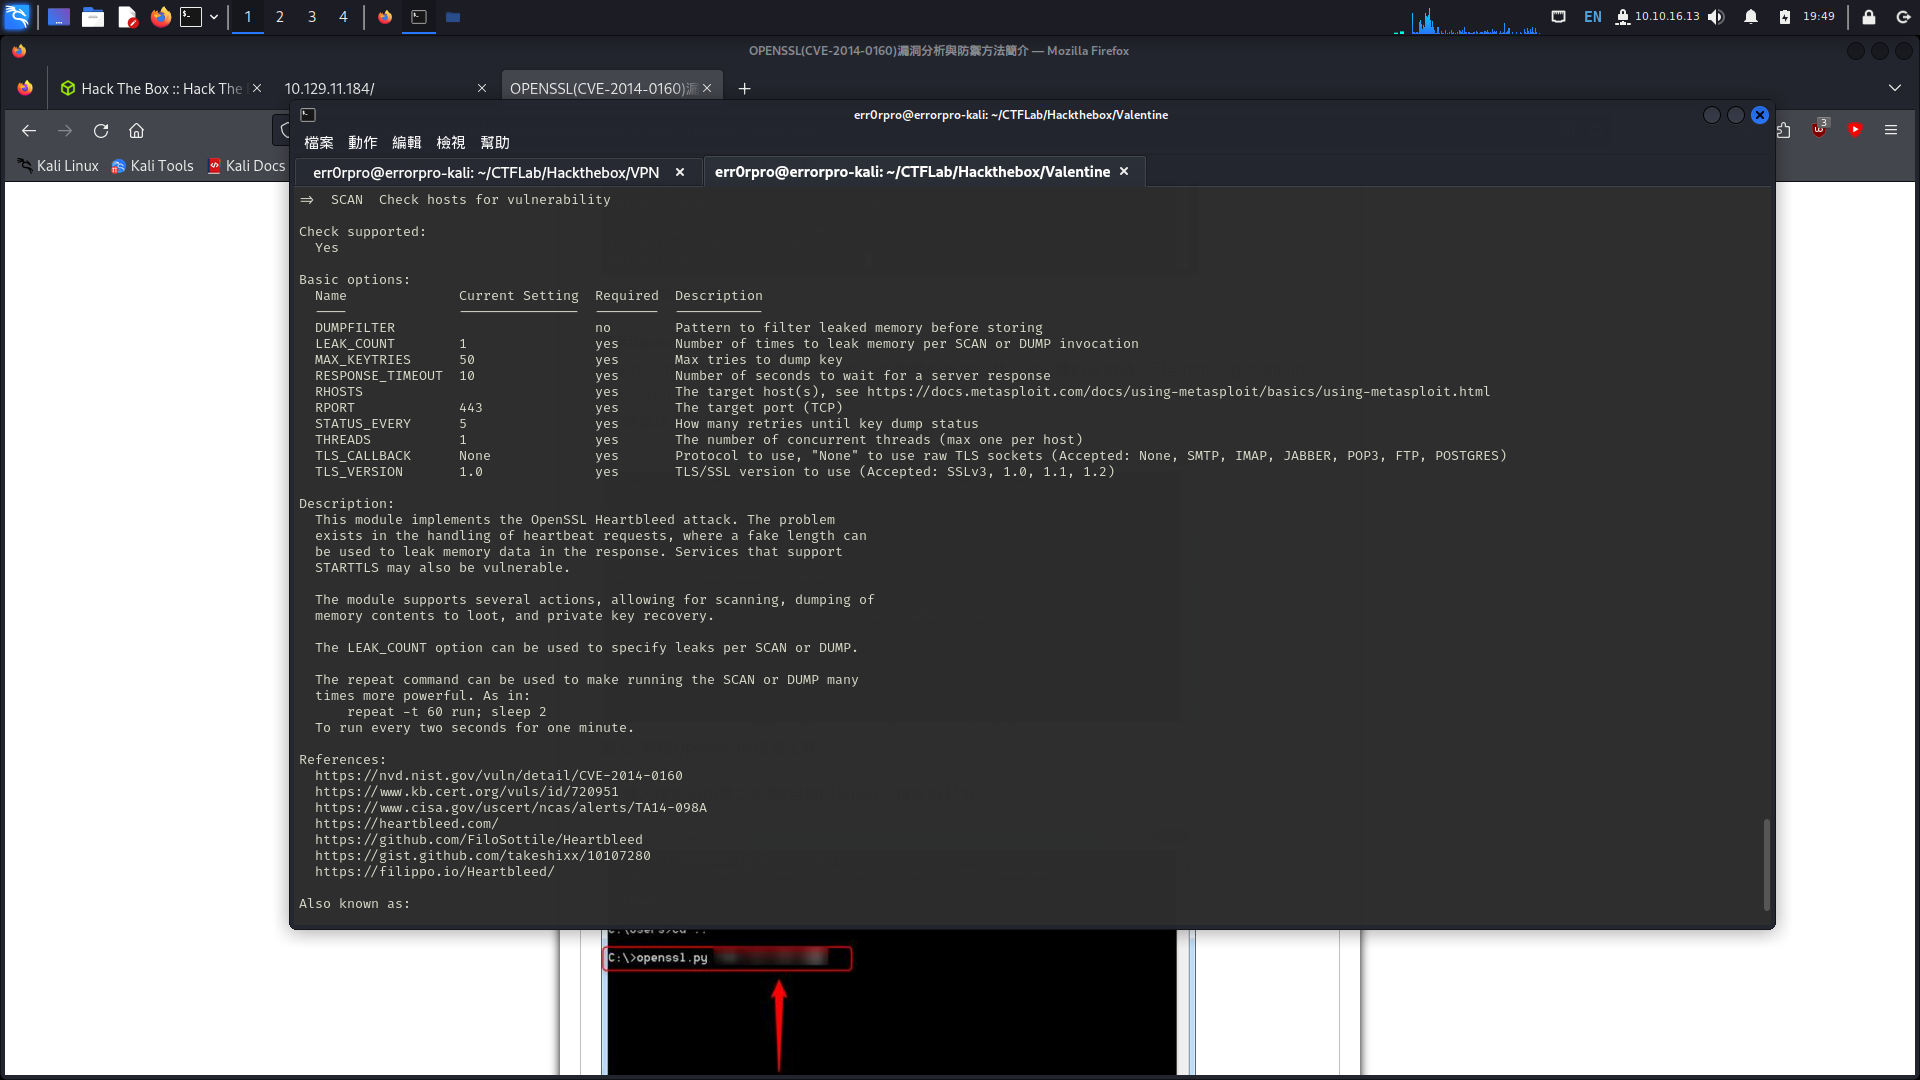 1 2 3 4 EN 10.10.16.13 19:49
OPENSSL(CVE-2014-0160)漏洞分析與防禦方法簡介 — Mozilla Firefox
Hack The Box :: Hack The 10.129.11.184/ OPENSSL(CVE-2014-0160)漏
err0rpro@errorpro-kali: ~/CTFLab/Hackthebox/Valentine
3
檔案 動作 編輯 檢視 幫助
Kali Linux Kali Tools Kali Docs
err0rpro@errorpro-kali: ~/CTFLab/Hackthebox/VPN err0rpro@errorpro-kali: ~/CTFLab/Hackthebox/Valentine
=> SCAN Check hosts for vulnerability
Check supported:
Yes
Basic options:
Name Current Setting Required Description
DUMPFILTER no Pattern to filter leaked memory before storing
LEAK_COUNT 1 yes Number of times to leak memory per SCAN or DUMP invocation
MAX_KEYTRIES 50 yes Max tries to dump key
RESPONSE_TIMEOUT 10 yes Number of seconds to wait for a server response
RHOSTS yes The target host(s), see https://docs.metasploit.com/docs/using-metasploit/basics/using-metasploit.html
RPORT 443 yes The target port (TCP)
STATUS_EVERY 5 yes How many retries until key dump status
THREADS 1 yes The number of concurrent threads (max one per host)
TLS_CALLBACK None yes Protocol to use, "None" to use raw TLS sockets (Accepted: None, SMTP, IMAP, JABBER, POP3, FTP, POSTGRES)
TLS_VERSION 1.0 yes TLS/SSL version to use (Accepted: SSLv3, 1.0, 1.1, 1.2)
Description:
This module implements the OpenSSL Heartbleed attack. The problem
exists in the handling of heartbeat requests, where a fake length can
be used to leak memory data in the response. Services that support
STARTTLS may also be vulnerable.
The module supports several actions, allowing for scanning, dumping of
memory contents to loot, and private key recovery.
The LEAK_COUNT option can be used to specify leaks per SCAN or DUMP.
The repeat command can be used to make running the SCAN or DUMP many
times more powerful. As in:
repeat -t 60 run; sleep 2
To run every two seconds for one minute.
References:
https://nvd.nist.gov/vuln/detail/CVE-2014-0160
https://www.kb.cert.org/vuls/id/720951
https://www.cisa.gov/uscert/ncas/alerts/TA14-098A
https://heartbleed.com/
https://github.com/FiloSottile/Heartbleed
https://gist.github.com/takeshixx/10107280
https://filippo.io/Heartbleed/
Also known as:
C:\Users>cd ..
C:\>openssl.py